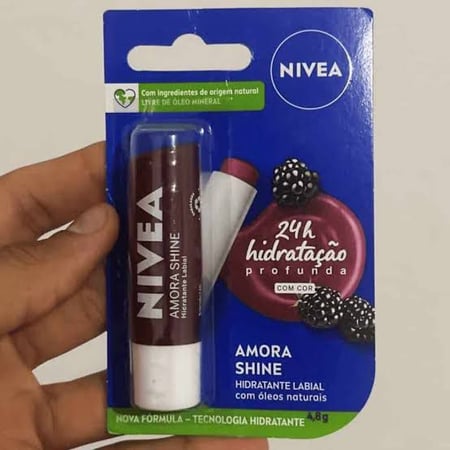 Com ingredientes de origem natural
LIVRE DE ÓLEO MINERAL
NIVEA
NIVEA
AMORA SHINE
Hidratante Labial
24h
hidratação
profunda
COM COR
AMORA
SHINE
HIDRATANTE LABIAL
com óleos naturais
4,8g
NOVA FÓRMULA – TECNOLOGIA HIDRATANTE